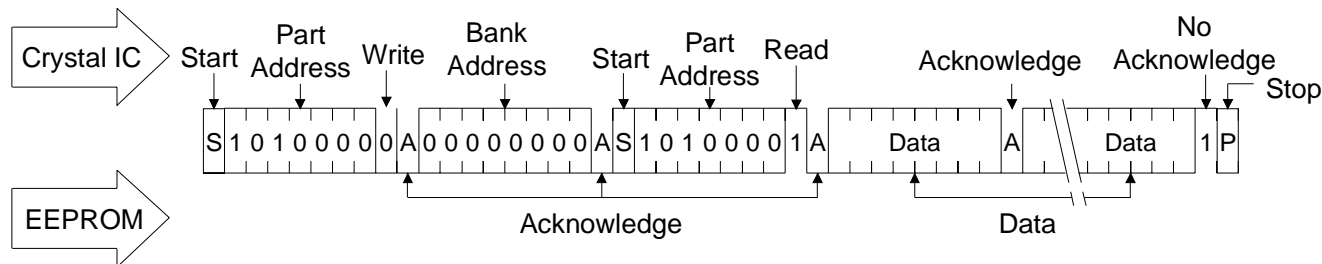 Crystal IC
Start
Part
Address
Write
Bank
Address
Start
Part
Address
Read
Acknowledge
No
Acknowledge
Stop
S 1 0 1 0 0 0 0 0 A 0 0 0 0 0 0 0 0 A S 1 0 1 0 0 0 0 1 A Data A Data 1 P
EEPROM
Acknowledge
Data